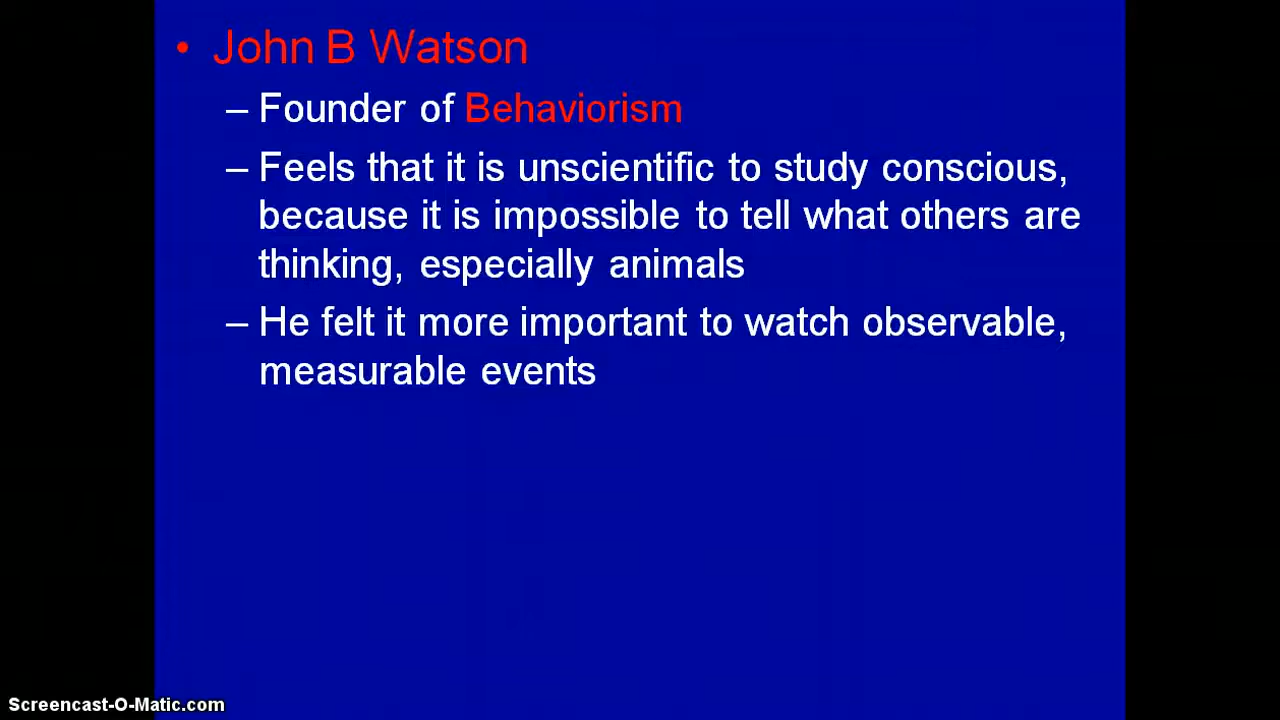 • John B Watson
– Founder of Behaviorism
– Feels that it is unscientific to study conscious,
because it is impossible to tell what others are
thinking, especially animals
– He felt it more important to watch observable,
measurable events
Screencast-O-Matic.com